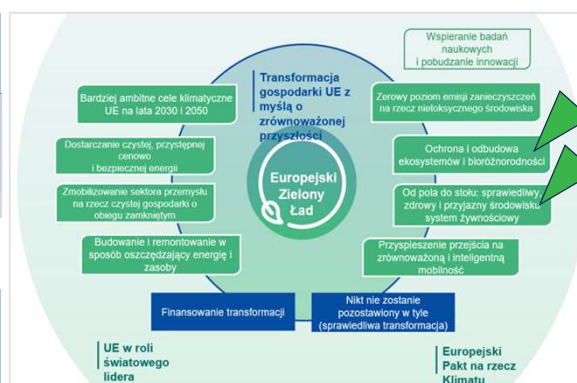 Wspieranie badań
naukowych
i pobudzanie innowacji
Transformacja
gospodarki UE z
myślą o
zrównoważonej
przyszłości
Bardziej ambitne cele klimatyczne
UE na lata 2030 i 2050
Zerowy poziom emisji zanieczyszczeń
na rzecz nietoksycznego środowiska
Dostarczanie czystej, przystępnej
cenowo
i bezpiecznej energii
Ochrona i odbudowa
ekosystemów i bioróżnorodności
Europejski
Zielony
Ład
Zmobilizowanie sektora przemysłu
na rzecz czystej gospodarki o
obiegu zamkniętym
Od pola do stołu: sprawiedliwy,
zdrowy i przyjazny środowisku
system żywnościowy
Budowanie i remontowanie w
sposób oszczędzający energię i
zasoby
Przyspieszenie przejścia na
zrównoważoną i inteligentną
mobilność
Finansowanie transformacji
Nikt nie zostanie
pozostawiony w tyle
(sprawiedliwa transformacja)
UE w roli
światowego
lidera
Europejski
Pakt na rzecz
Klimatu